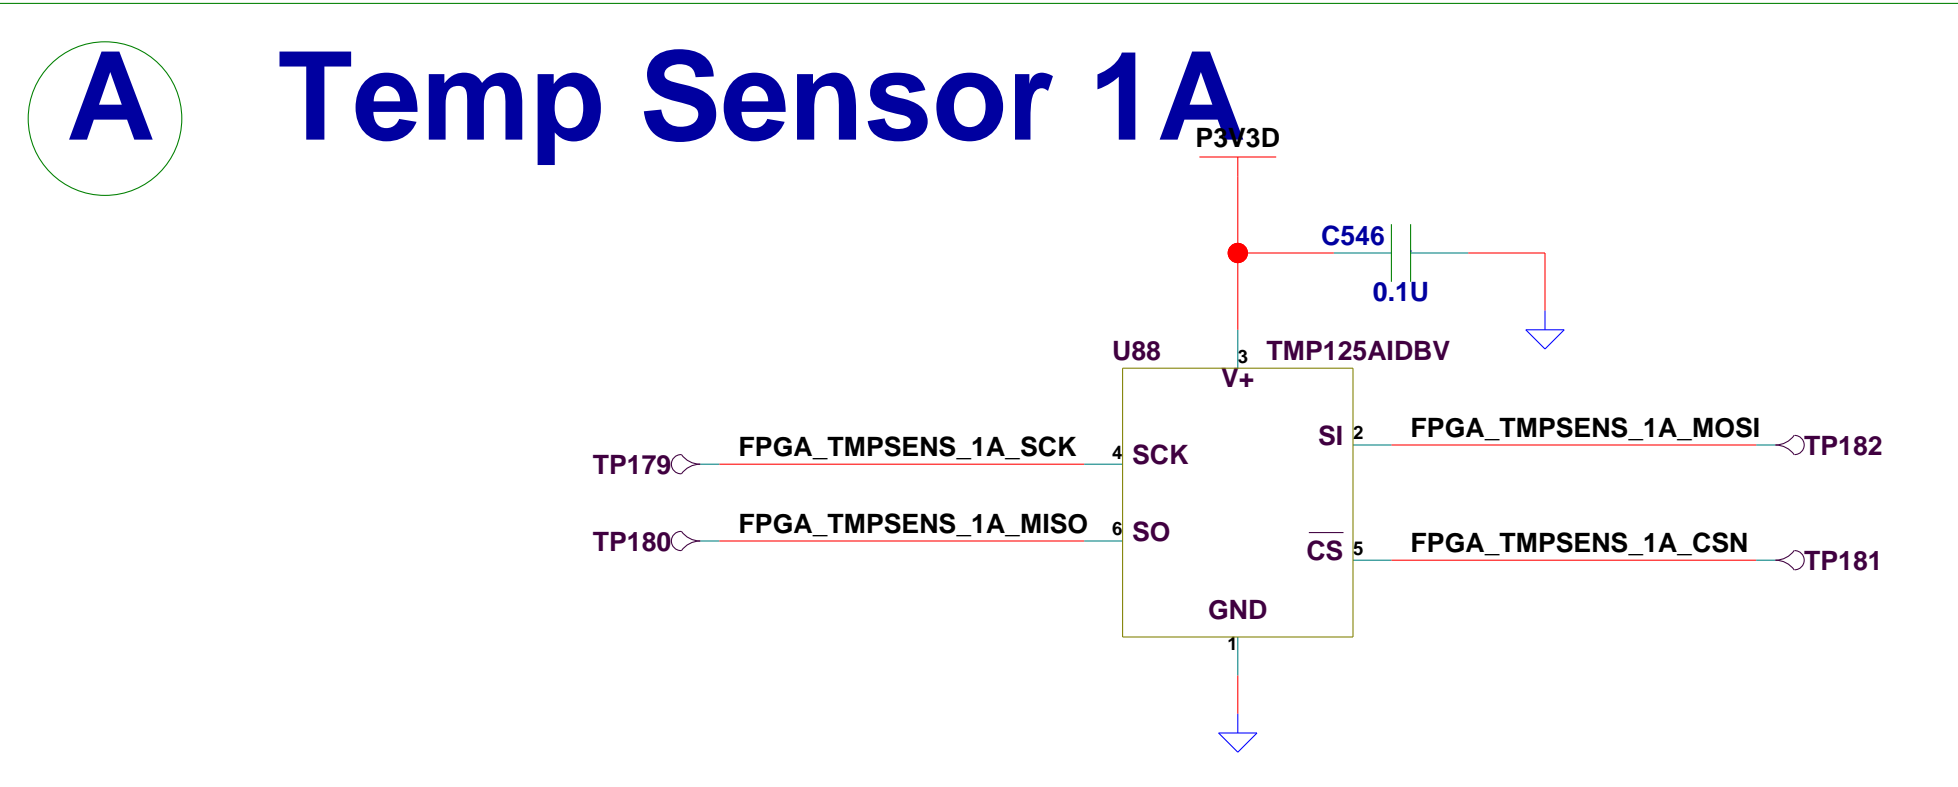 A Temp Sensor 1A
P3V3D
C546
0.1U
U88 3 TMP125AIDBV
V+
FPGA_TMPSENS_1A_SCK
TP179 4 SCK
SI 2 FPGA_TMPSENS_1A_MOSI TP182
FPGA_TMPSENS_1A_MISO
TP180 6 SO
CS 5 FPGA_TMPSENS_1A_CSN TP181
GND
1